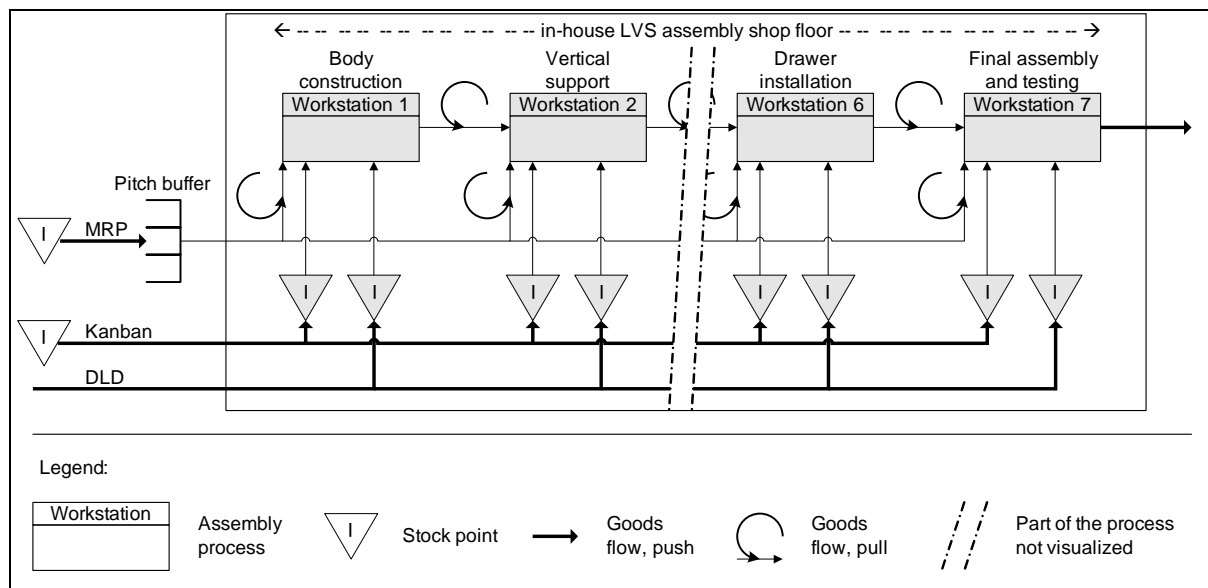 ← -- -- -- -- -- -- in-house LVS assembly shop floor -- -- -- -- -- -- →
Body
construction
Vertical
support
Drawer
installation
Final assembly
and testing
Workstation 1
Workstation 2
Workstation 6
Workstation 7
Pitch buffer
I
MRP
I
I
I
I
I
I
I
I
I
Kanban
DLD
Legend:
Workstation
Assembly
process
I
Stock point
Goods
flow, push
Goods
flow, pull
Part of the process
not visualized